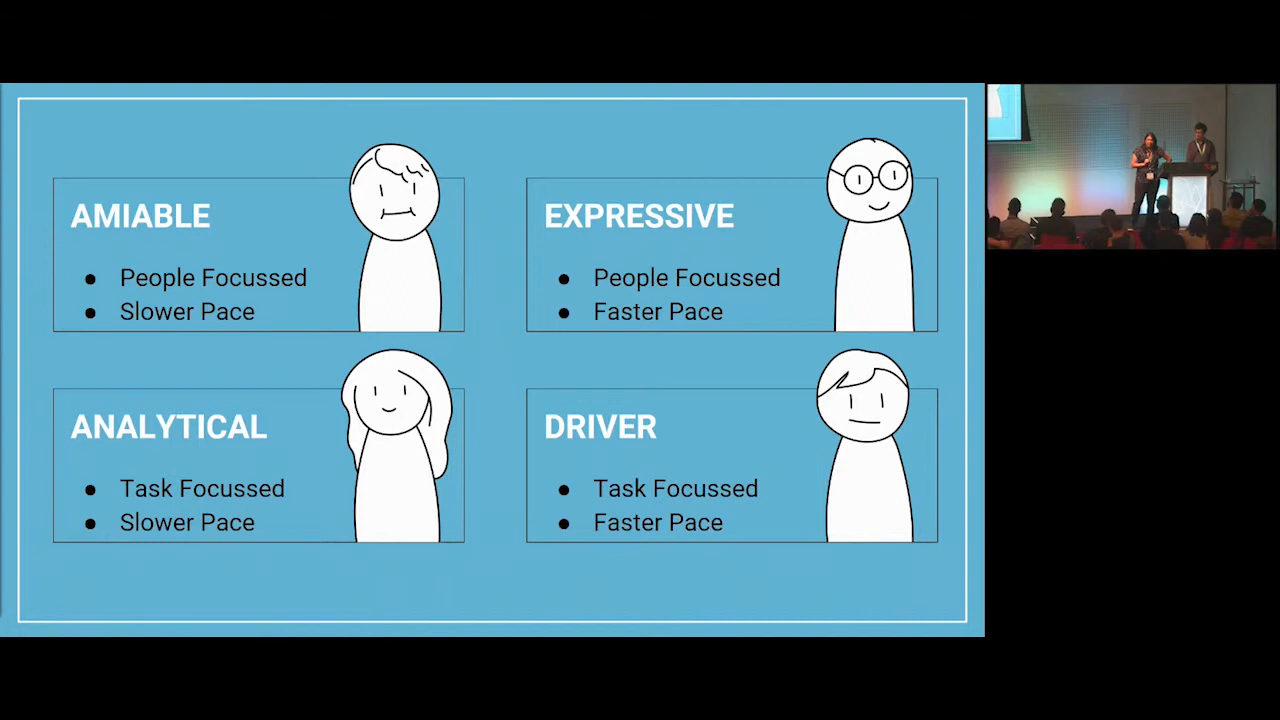 AMIABLE
● People Focussed
● Slower Pace
EXPRESSIVE
● People Focussed
● Faster Pace
ANALYTICAL
● Task Focussed
● Slower Pace
DRIVER
● Task Focussed
● Faster Pace